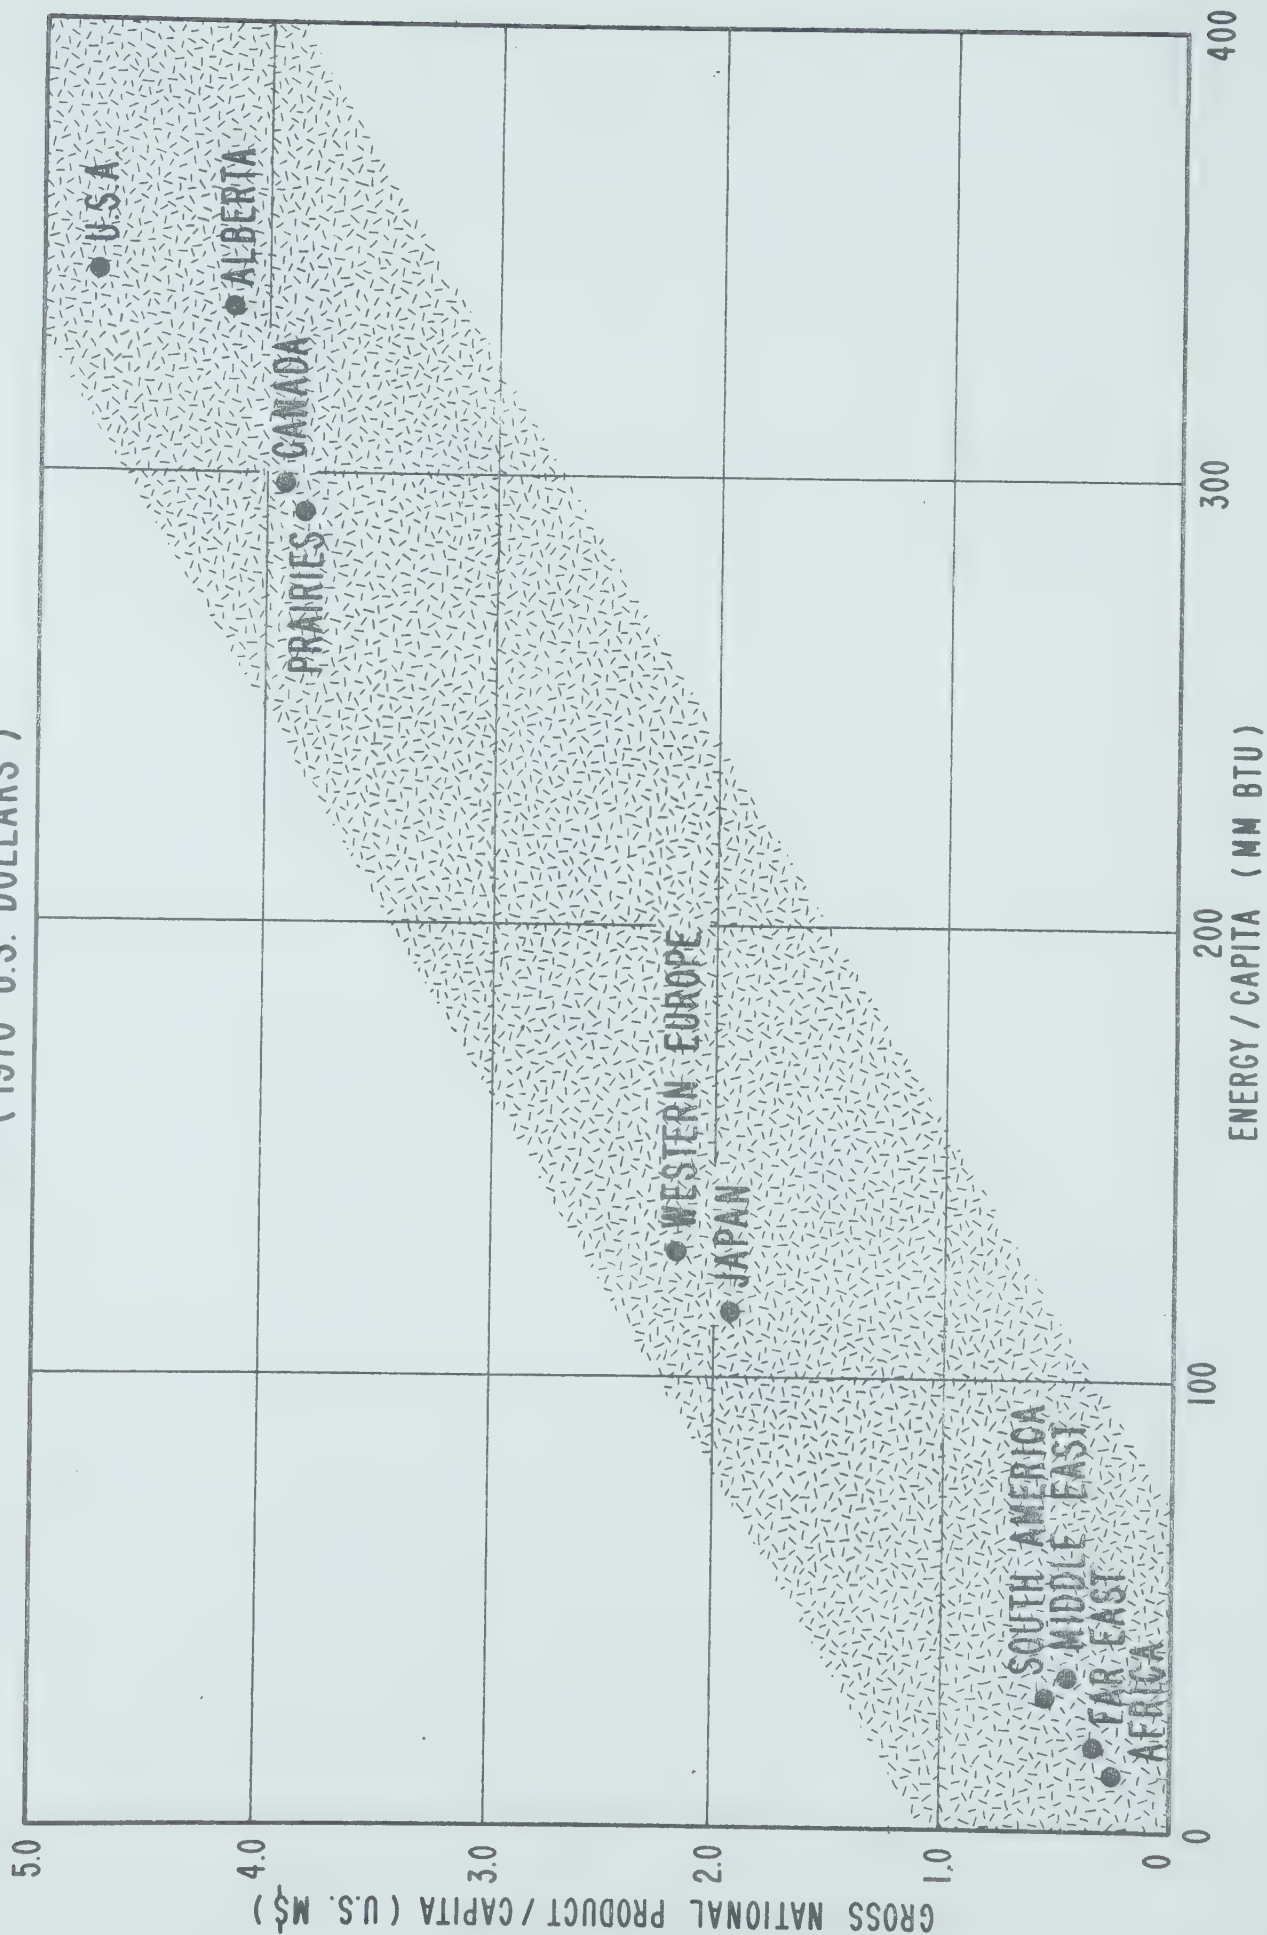 ( 1970 U.S. DOLLARS )
5.0
4.0
3.0
2.0
1.0
0
GROSS NATIONAL PRODUCT / CAPITA ( U.S. M$ )
U.S.A.
ALBERTA
CANADA
PRAIRIES
WESTERN EUROPE
JAPAN
SOUTH AMERICA
MIDDLE EAST
FAR EAST
AFRICA
0
100
200
300
400
ENERGY / CAPITA ( MM BTU )